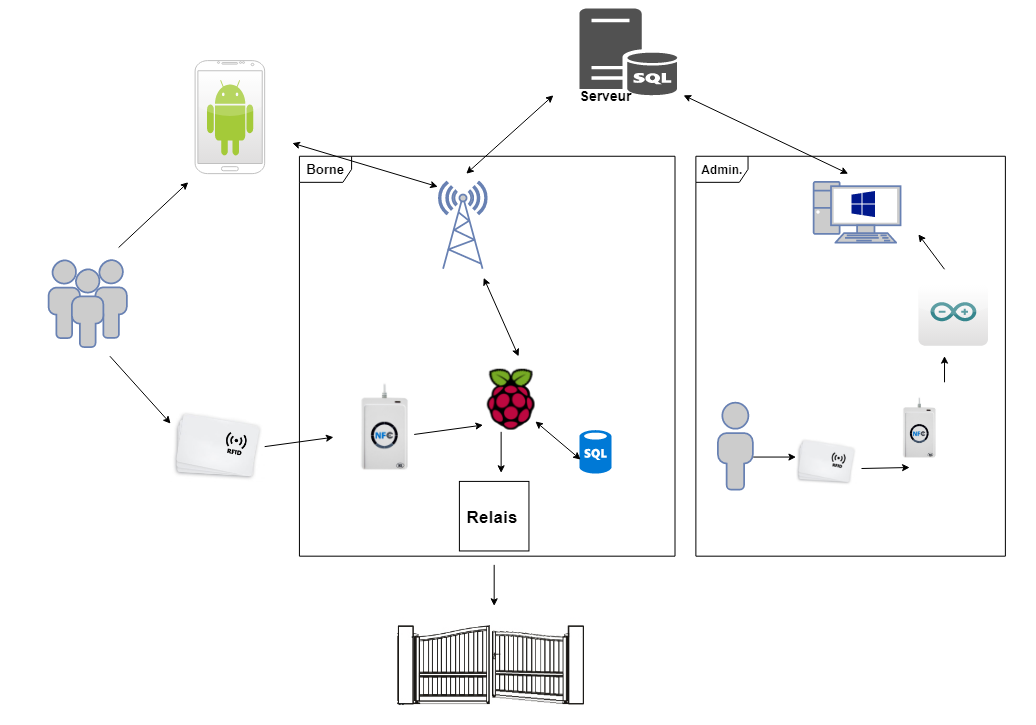 SQL
Serveur
Borne
Admin.
RFID
NFC
SQL
NFC
RFID
Relais